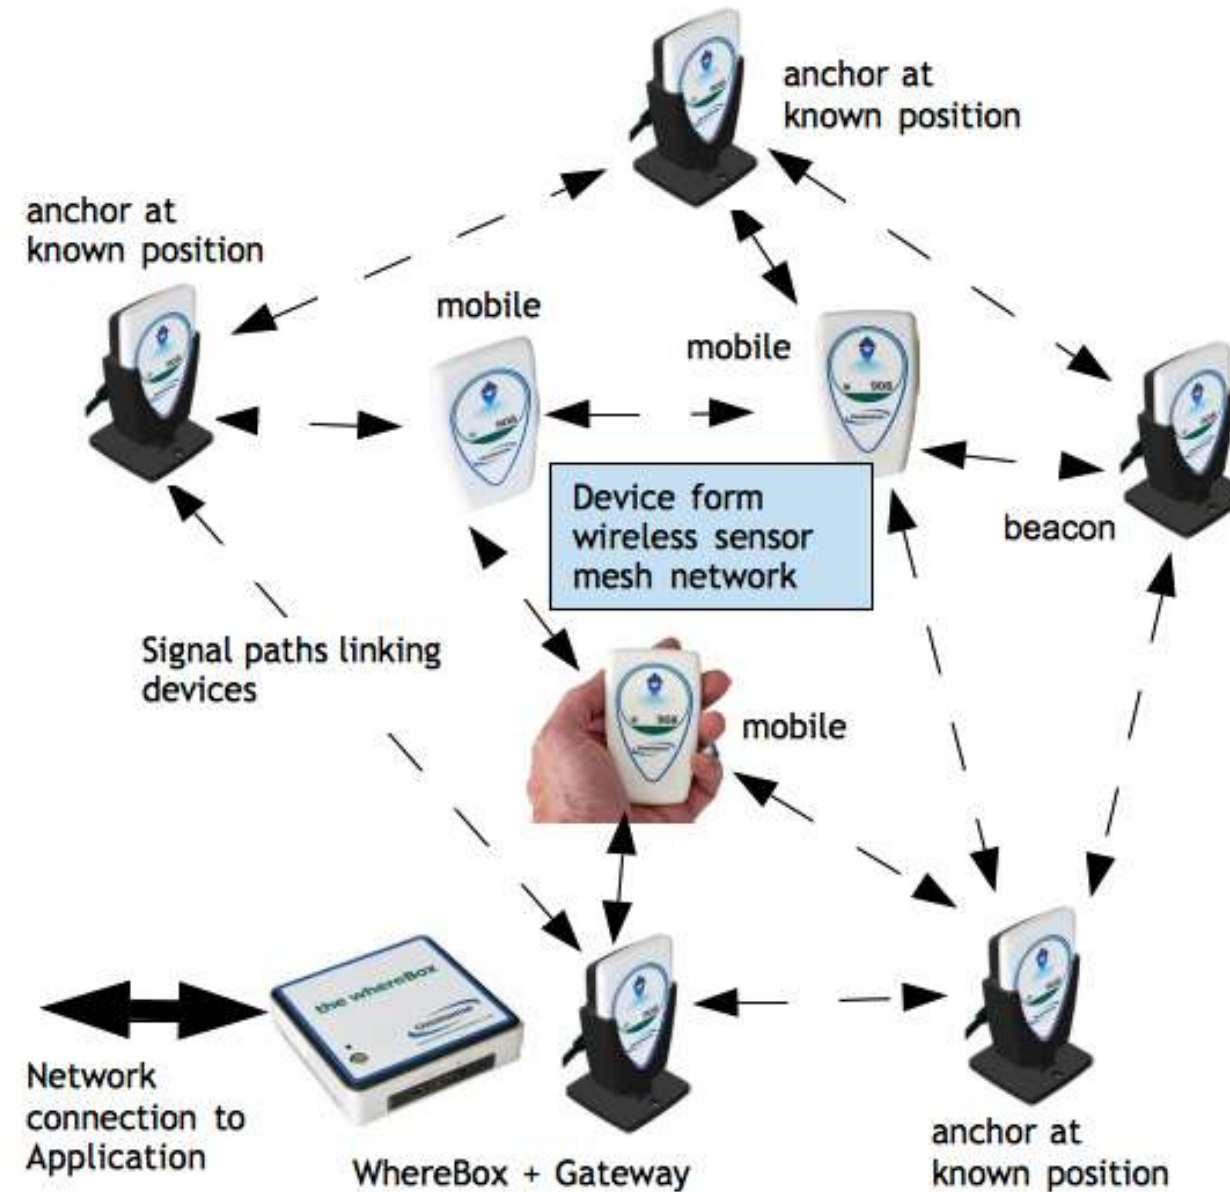 anchor at
known position
anchor at
known position
mobile
mobile
Device form
wireless sensor
mesh network
beacon
Signal paths linking
devices
mobile
the whereBox
Network
connection to
Application
WhereBox + Gateway
anchor at
known position